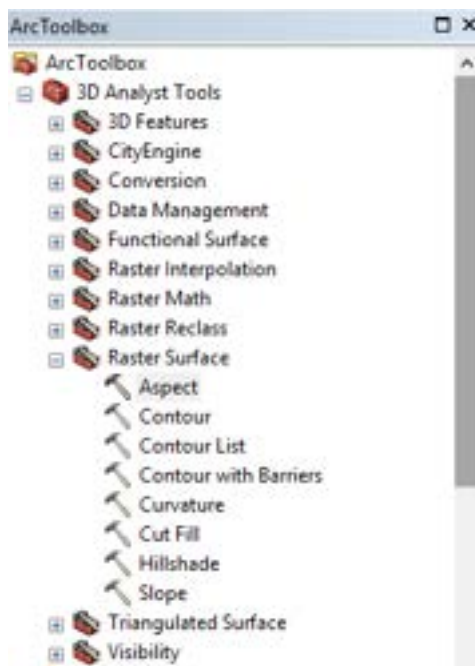 ArcToolbox
ArcToolbox
3D Analyst Tools
3D Features
CityEngine
Conversion
Data Management
Functional Surface
Raster Interpolation
Raster Math
Raster Reclass
Raster Surface
Aspect
Contour
Contour List
Contour with Barriers
Curvature
Cut Fill
Hillshade
Slope
Triangulated Surface
Visibility